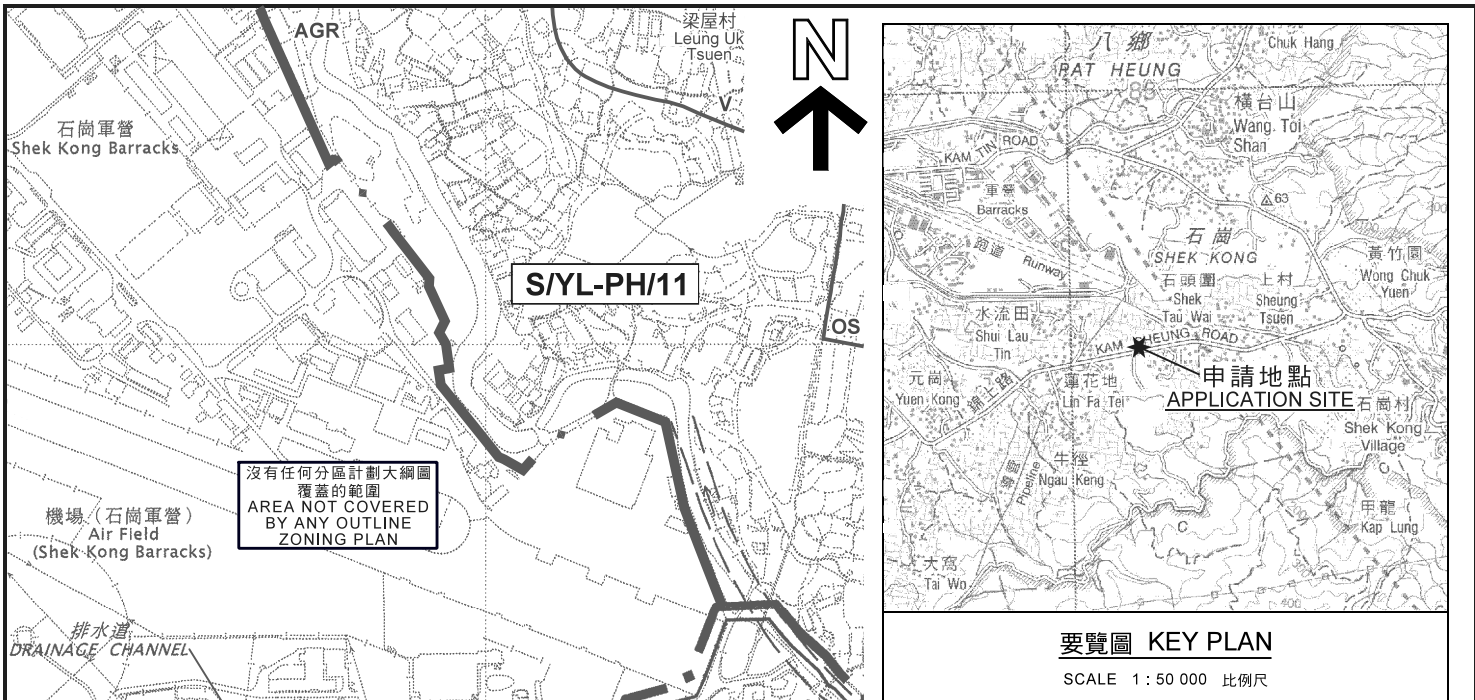 AGR
梁屋村
Leung Uk
Tsuen
V
石崗軍營
Shek Kong Barracks
S/YL-PH/11
OS
沒有任何分區計劃大綱圖
覆蓋的範圍
AREA NOT COVERED
BY ANY OUTLINE
ZONING PLAN
機場（石崗軍營）
Air Field
(Shek Kong Barracks)
排水道
DRAINAGE CHANNEL
N
八鄉
PAT HEUNG
85
Chuk Hang
橫台山
Wang Toi
Shan
KAM TIN ROAD
軍營
Barracks
63
跑道
Runway
石崗
SHEK KONG
黃竹園
Wong Chuk
Yuen
石頭圍
Shek
Tau Wai
上村
Sheung
Tsuen
水流田
Shui Lau
Tin
KAM SHEUNG ROAD
申請地點
APPLICATION SITE
元崗
Yuen Kong
錦上路
蓮花地
Lin Fa Tei
石崗村
Shek Kong
Village
牛徑
Ngau Keng
Pipeline
C
甲龍
Kap Lung
C
大窩
Tai Wo
400
要覽圖 KEY PLAN
SCALE 1 : 50 000 比例尺